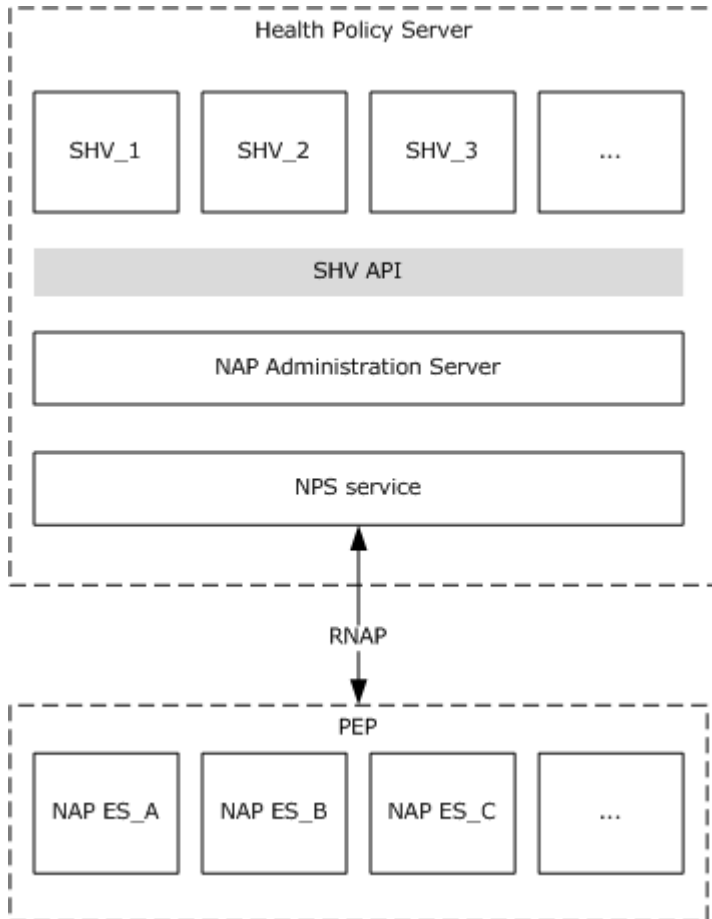 Health Policy Server
SHV_1
SHV_2
SHV_3
...
SHV API
NAP Administration Server
NPS service
RNAP
PEP
NAP ES_A
NAP ES_B
NAP ES_C
...